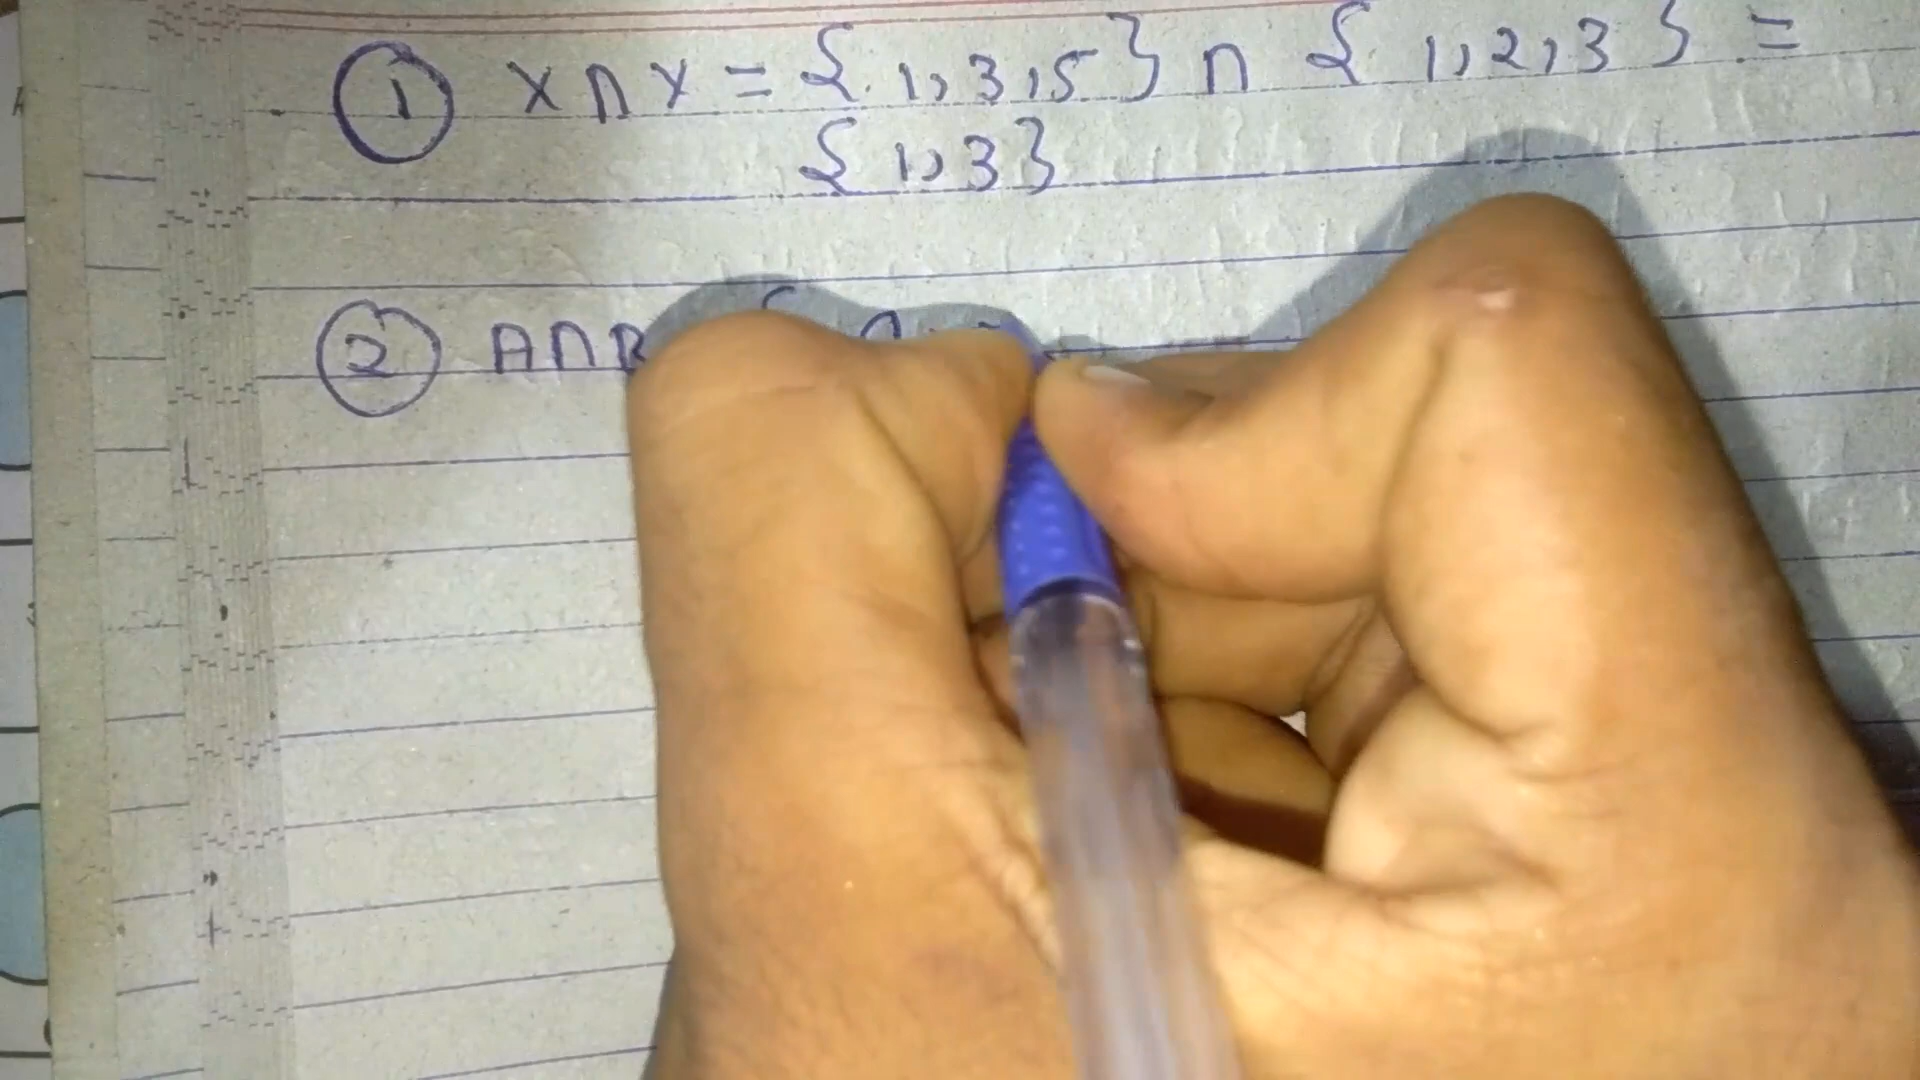 ① X ∩ Y = { 1, 3, 5 } ∩ { 1, 2, 3 } =
{ 1, 3 }
② A ∩ B